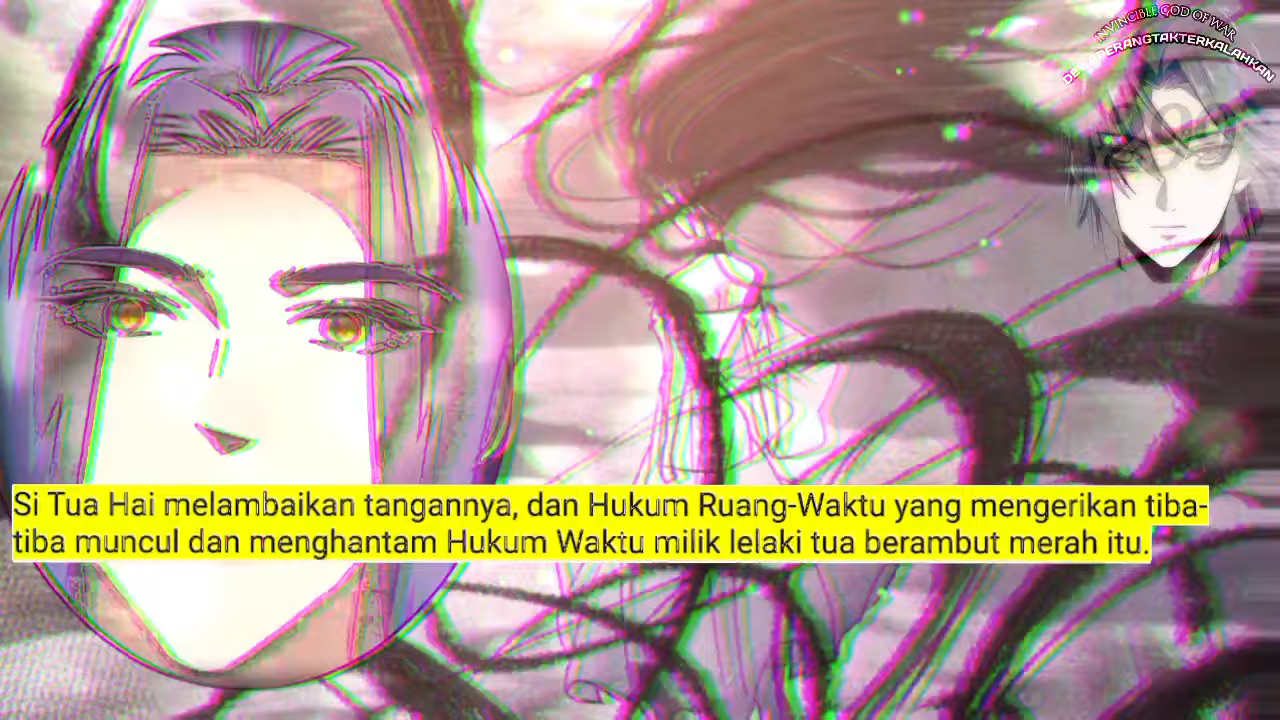 INVINCIBLE GOD OF WAR
DEWAPERANGTAKTERKALAHKAN
Si Tua Hai melambaikan tangannya, dan Hukum Ruang-Waktu yang mengerikan tiba-
tiba muncul dan menghantam Hukum Waktu milik lelaki tua berambut merah itu.